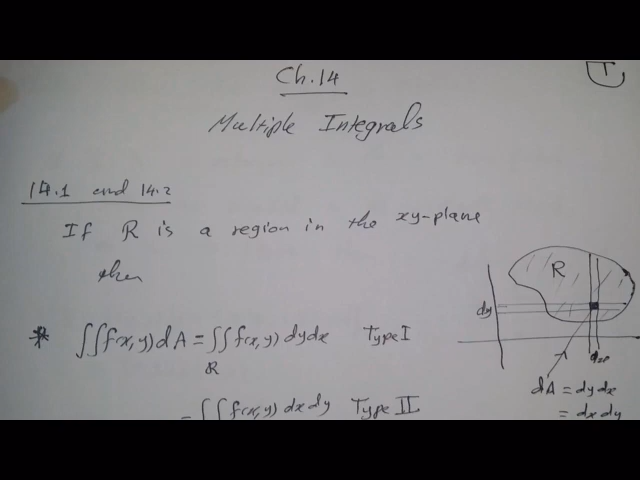 Ch.14
1
Multiple Integrals
14.1 and 14.2
If R is a region in the xy-plane
then
R
dy
* ∫∫f(x,y)dA = ∫∫ f(x,y) dydx Type I
R
dx
dA = dydx
= ∫∫ f(x,y) dxdy Type II
= dxdy